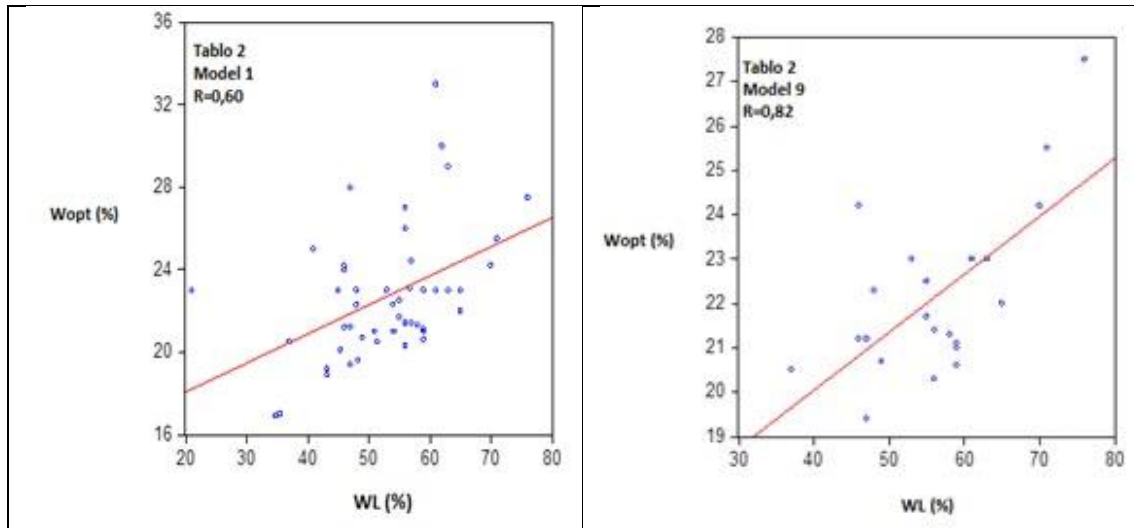 36
32
28
24
20
16
20 30 40 50 60 70 80
Tablo 2
Model 1
R=0,60
Wopt (%)
WL (%)
28
27
26
25
24
23
22
21
20
19
30 40 50 60 70 80
Tablo 2
Model 9
R=0,82
Wopt (%)
WL (%)